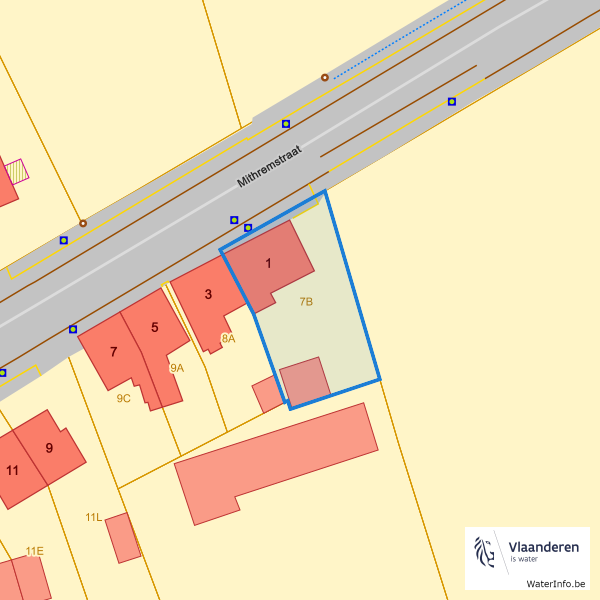 Mithremstraat
1
3
7B
5
8A
7
9A
9C
9
11
11L
11E
Vlaanderen
is water
WaterInfo.be